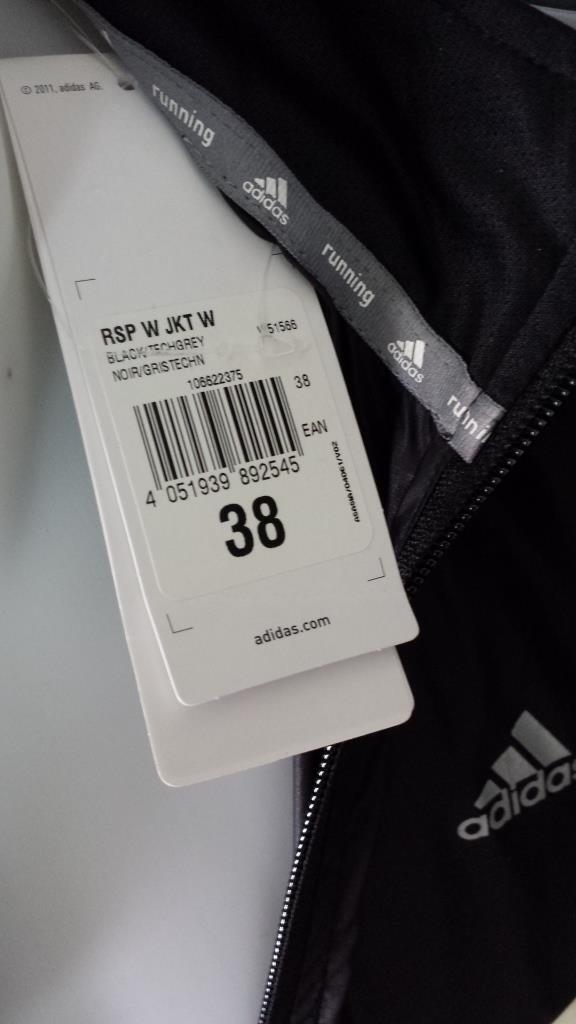 © 2011, adidas AG.
running
adidas
running
adidas
RSP W JKT W
BLACK/TECHGREY
51566
NOIR/GRISTECHN
106622375
38
EAN
4 051939 892545
38
adidas.com
adidas